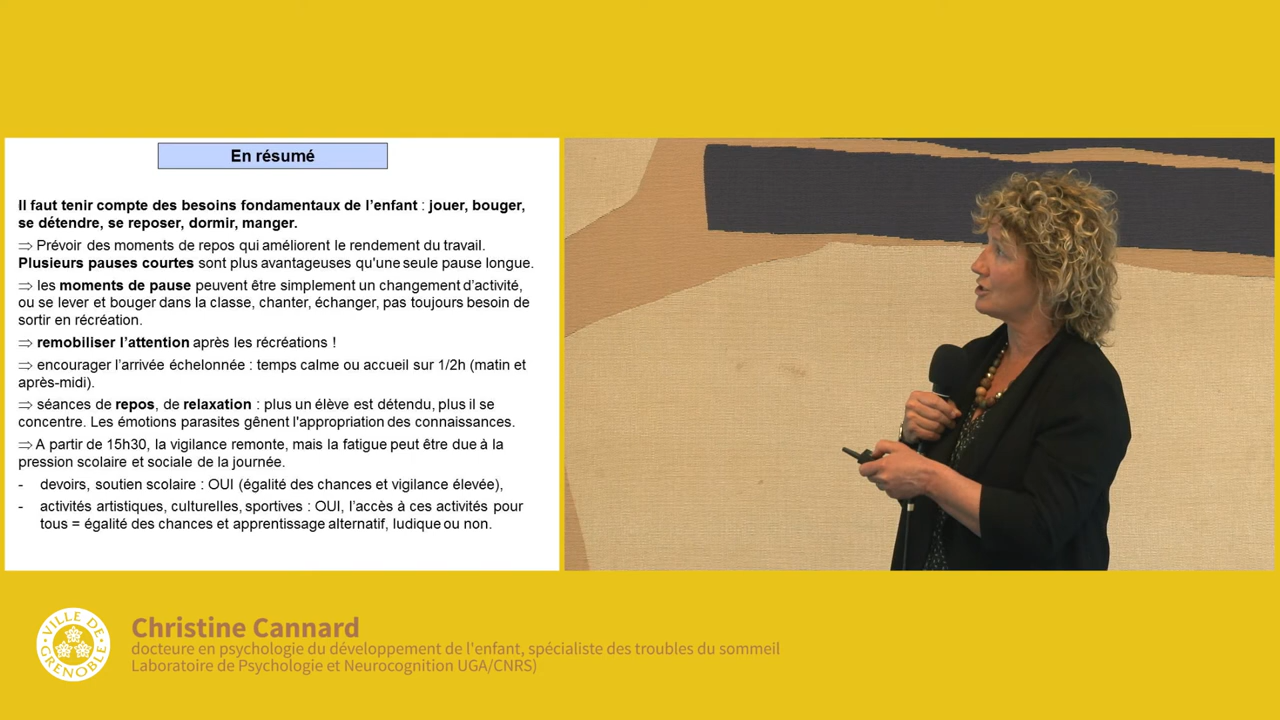 En résumé
Il faut tenir compte des besoins fondamentaux de l'enfant : jouer, bouger,
se détendre, se reposer, dormir, manger.
⇒ Prévoir des moments de repos qui améliorent le rendement du travail.
Plusieurs pauses courtes sont plus avantageuses qu'une seule pause longue.
⇒ les moments de pause peuvent être simplement un changement d'activité,
ou se lever et bouger dans la classe, chanter, échanger, pas toujours besoin de
sortir en récréation.
⇒ remobiliser l'attention après les récréations !
⇒ encourager l'arrivée échelonnée : temps calme ou accueil sur 1/2h (matin et
après-midi).
⇒ séances de repos, de relaxation : plus un élève est détendu, plus il se
concentre. Les émotions parasites gênent l'appropriation des connaissances.
⇒ A partir de 15h30, la vigilance remonte, mais la fatigue peut être due à la
pression scolaire et sociale de la journée.
- devoirs, soutien scolaire : OUI (égalité des chances et vigilance élevée),
- activités artistiques, culturelles, sportives : OUI, l'accès à ces activités pour
tous = égalité des chances et apprentissage alternatif, ludique ou non.
VILLE DE GRENOBLE
Christine Cannard
docteure en psychologie du développement de l'enfant, spécialiste des troubles du sommeil
Laboratoire de Psychologie et Neurocognition UGA/CNRS)